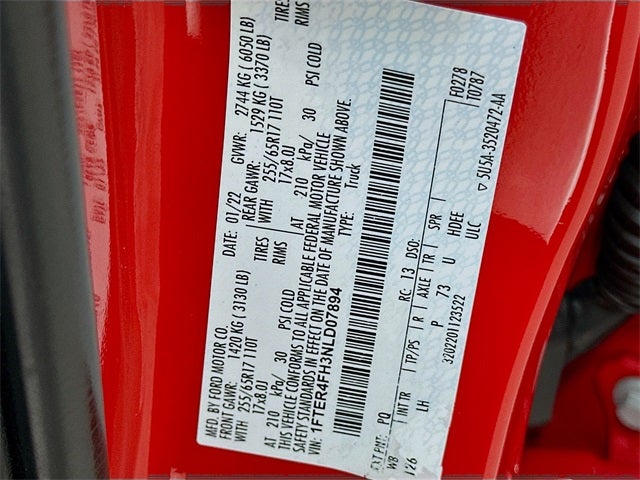 MFD. BY FORD MOTOR CO.
DATE: 01/22 GVWR: 2744 KG ( 6050 LB)
FRONT GAWR: 1420 KG ( 3130 LB) REAR GAWR: 1529 KG ( 3370 LB)
WITH 255/65R17 110T TIRES WITH 255/65R17 110T TIRES
17x8.0J RIMS 17x8.0J RIMS
AT 210 kPa/ 30 PSI COLD AT 210 kPa/ 30 PSI COLD
THIS VEHICLE CONFORMS TO ALL APPLICABLE FEDERAL MOTOR VEHICLE
SAFETY STANDARDS IN EFFECT ON THE DATE OF MANUFACTURE SHOWN ABOVE.
VIN: 1FTER4FH3NLD07894 TYPE: Truck
F0278
T0787
EXT PNT: PQ RC: 13 DSO:
WB INT TR TP/PS R AXLE TR SPR
126 LH P 73 U HDEE
3202201123522 ULC
5U5A-3520472-AA